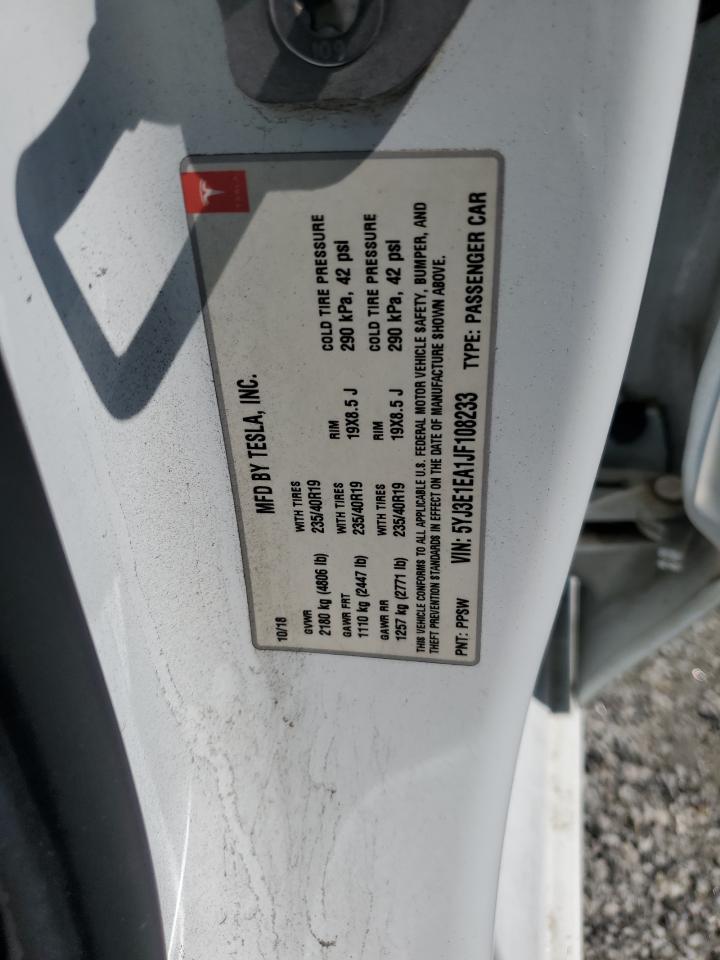 109
TESLA
10/18
MFD BY TESLA, INC.
GVWR WITH TIRES RIM COLD TIRE PRESSURE
2180 kg (4806 lb) 235/40R19 19X8.5 J 290 kPa, 42 psi
GAWR FRT WITH TIRES RIM COLD TIRE PRESSURE
1110 kg (2447 lb) 235/40R19 19X8.5 J 290 kPa, 42 psi
GAWR RR WITH TIRES
1257 kg (2771 lb) 235/40R19
THIS VEHICLE CONFORMS TO ALL APPLICABLE U.S. FEDERAL MOTOR VEHICLE SAFETY, BUMPER, AND
THEFT PREVENTION STANDARDS IN EFFECT ON THE DATE OF MANUFACTURE SHOWN ABOVE.
PNT: PPSW VIN: 5YJ3E1EA1JF108233 TYPE: PASSENGER CAR